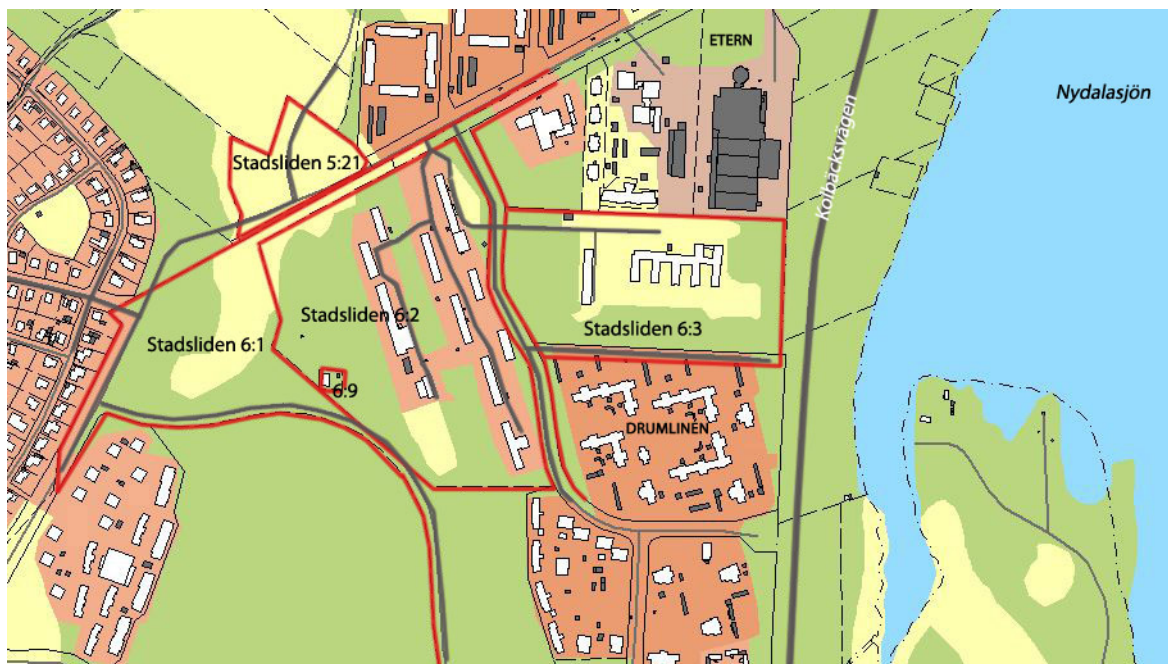 ETERN
Nydalasjön
Stadsliden 5:21
Kolbäcksvägen
Stadsliden 6:2
Stadsliden 6:3
Stadsliden 6:1
6:9
DRUMLINEN